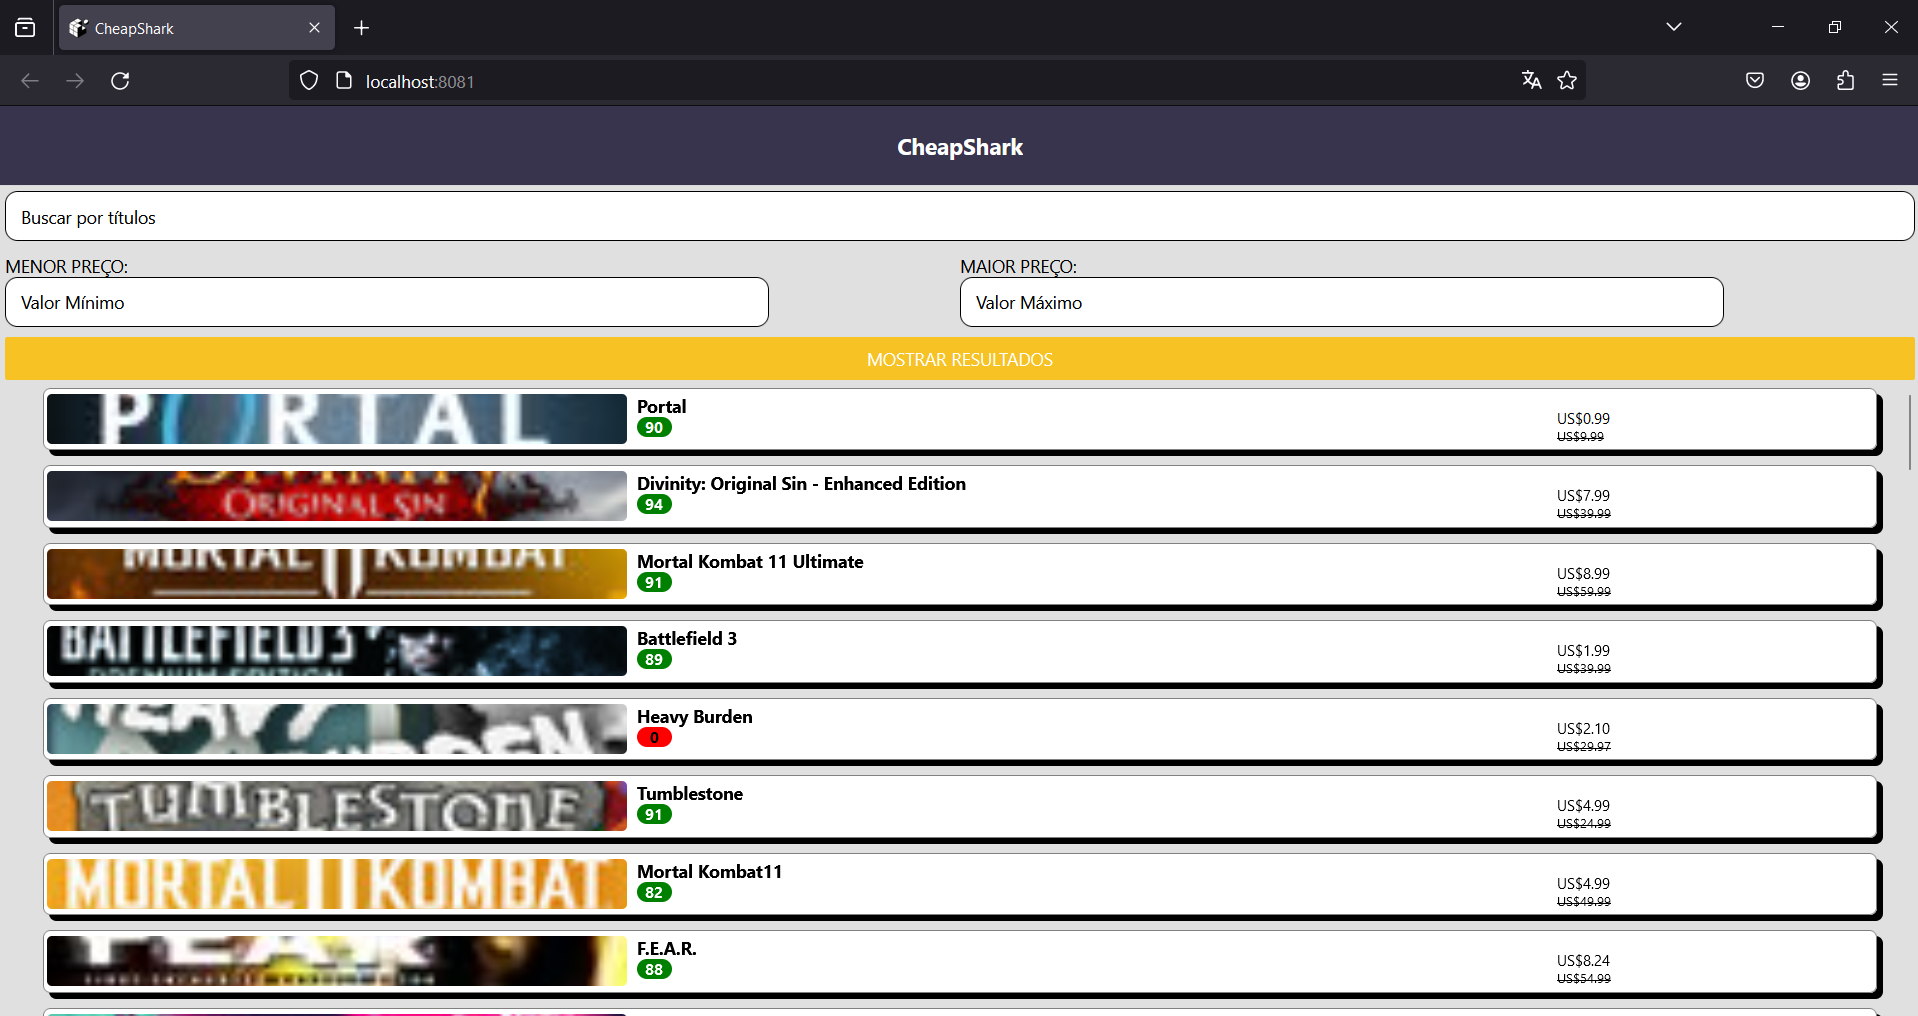 CheapShark
localhost:8081
CheapShark
Buscar por títulos
MENOR PREÇO:
MAIOR PREÇO:
Valor Mínimo
Valor Máximo
MOSTRAR RESULTADOS
PORTAL
Portal
90
US$0.99
US$9.99
DIVINITY
ORIGINAL SIN
Divinity: Original Sin - Enhanced Edition
94
US$7.99
US$39.99
MORTAL KOMBAT
Mortal Kombat 11 Ultimate
91
US$8.99
US$59.99
BATTLEFIELD 3
PREMIUM EDITION
Battlefield 3
89
US$1.99
US$39.99
HEAVY
BURDEN
Heavy Burden
0
US$2.10
US$29.97
TUMBLESTONE
Tumblestone
91
US$4.99
US$24.99
MORTAL KOMBAT
Mortal Kombat11
82
US$4.99
US$49.99
F.E.A.R.
F.E.A.R.
88
US$8.24
US$54.99